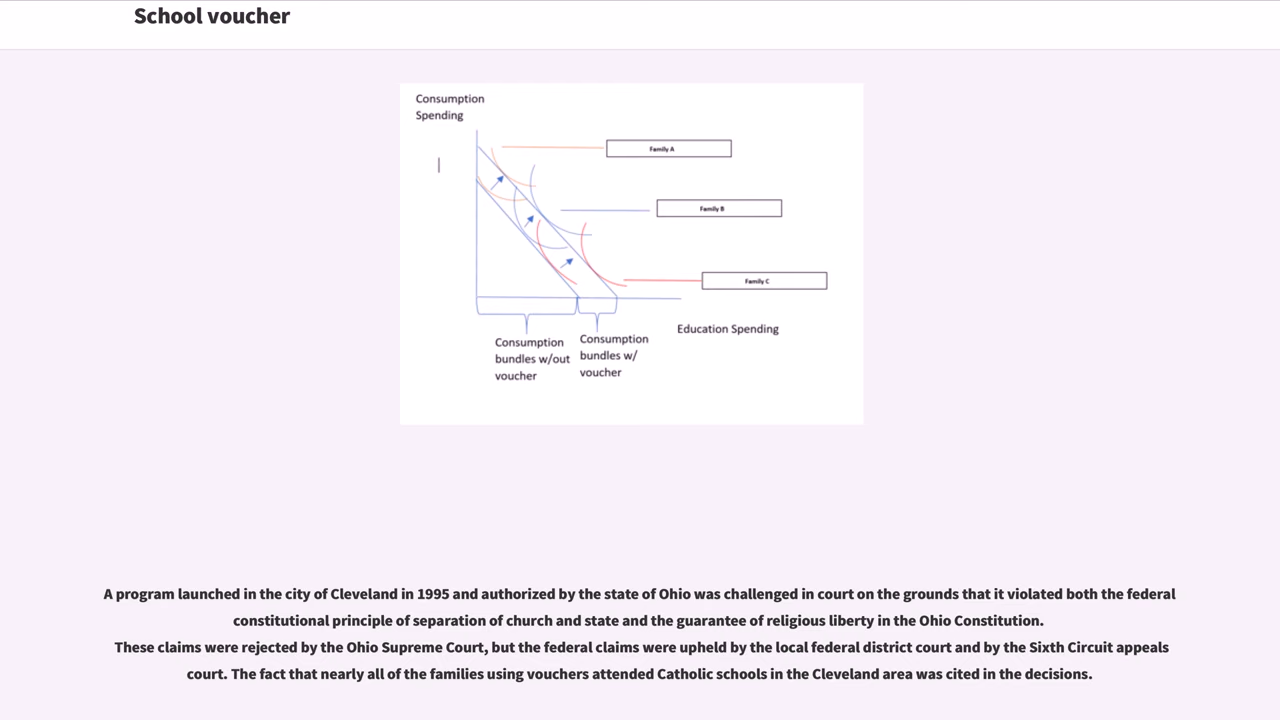 School voucher
Consumption
Spending
Family A
Family B
Family C
Education Spending
Consumption
bundles w/out
voucher
Consumption
bundles w/
voucher
A program launched in the city of Cleveland in 1995 and authorized by the state of Ohio was challenged in court on the grounds that it violated both the federal
constitutional principle of separation of church and state and the guarantee of religious liberty in the Ohio Constitution.
These claims were rejected by the Ohio Supreme Court, but the federal claims were upheld by the local federal district court and by the Sixth Circuit appeals
court. The fact that nearly all of the families using vouchers attended Catholic schools in the Cleveland area was cited in the decisions.